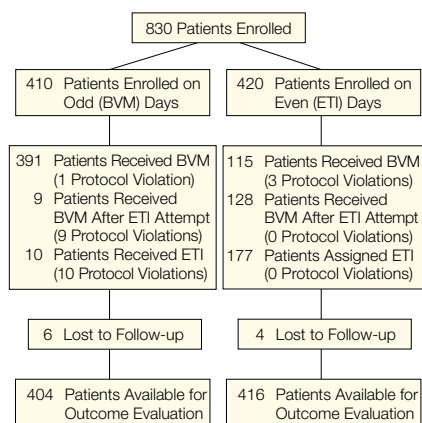 830 Patients Enrolled
410 Patients Enrolled on
Odd (BVM) Days
420 Patients Enrolled on
Even (ETI) Days
391 Patients Received BVM
(1 Protocol Violation)
9 Patients Received
BVM After ETI Attempt
(9 Protocol Violations)
10 Patients Received ETI
(10 Protocol Violations)
115 Patients Received BVM
(3 Protocol Violations)
128 Patients Received
BVM After ETI Attempt
(0 Protocol Violations)
177 Patients Assigned ETI
(0 Protocol Violations)
6 Lost to Follow-up
4 Lost to Follow-up
404 Patients Available for
Outcome Evaluation
416 Patients Available for
Outcome Evaluation